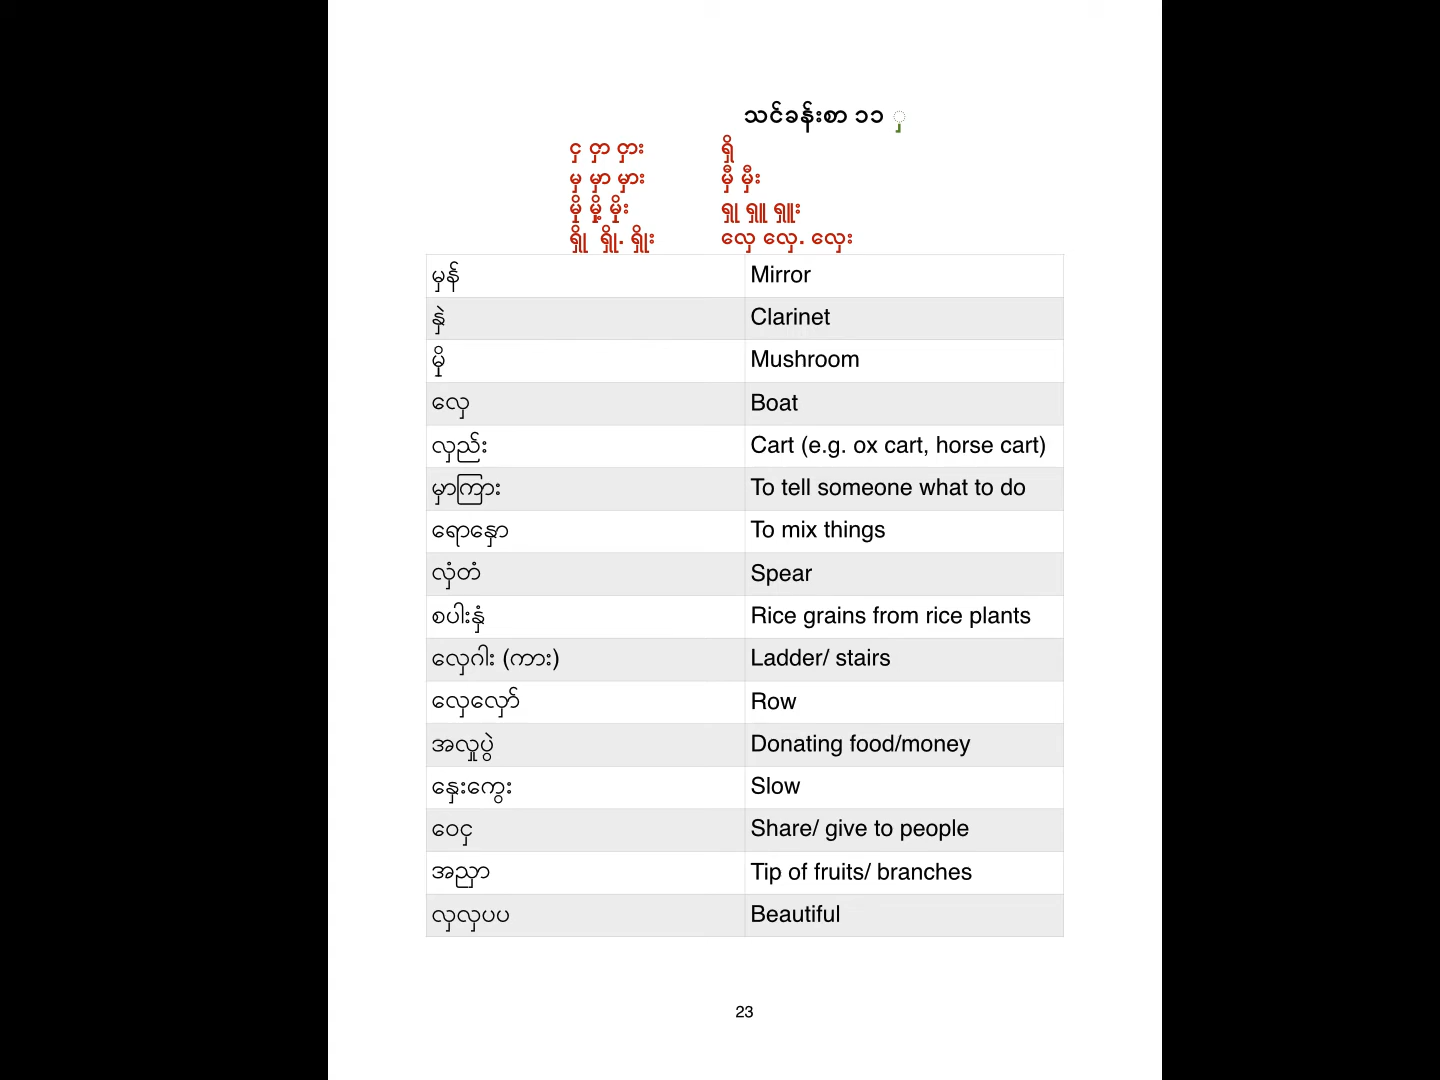 သင်ခန်းစာ ၁၁ ှ
ငှ ငှာ ငှား ရှိ
မှ မှာ မှား မှီ မှီး
မှို မှို့ မှိုး ရှု ရှူ ရှူး
ရှို ရှို. ရှိုး လှေ လှေ. လှေး
မှန် Mirror
နှဲ Clarinet
မှို Mushroom
လှေ Boat
လှည်း Cart (e.g. ox cart, horse cart)
မှာကြား To tell someone what to do
ရောနှော To mix things
လှံတံ Spear
စပါးနှံ Rice grains from rice plants
လှေဂါး (ကား) Ladder/ stairs
လှေလှော် Row
အလှူပွဲ Donating food/money
နှေးကွေး Slow
ဝေငှ Share/ give to people
အညှာ Tip of fruits/ branches
လှလှပပ Beautiful
23